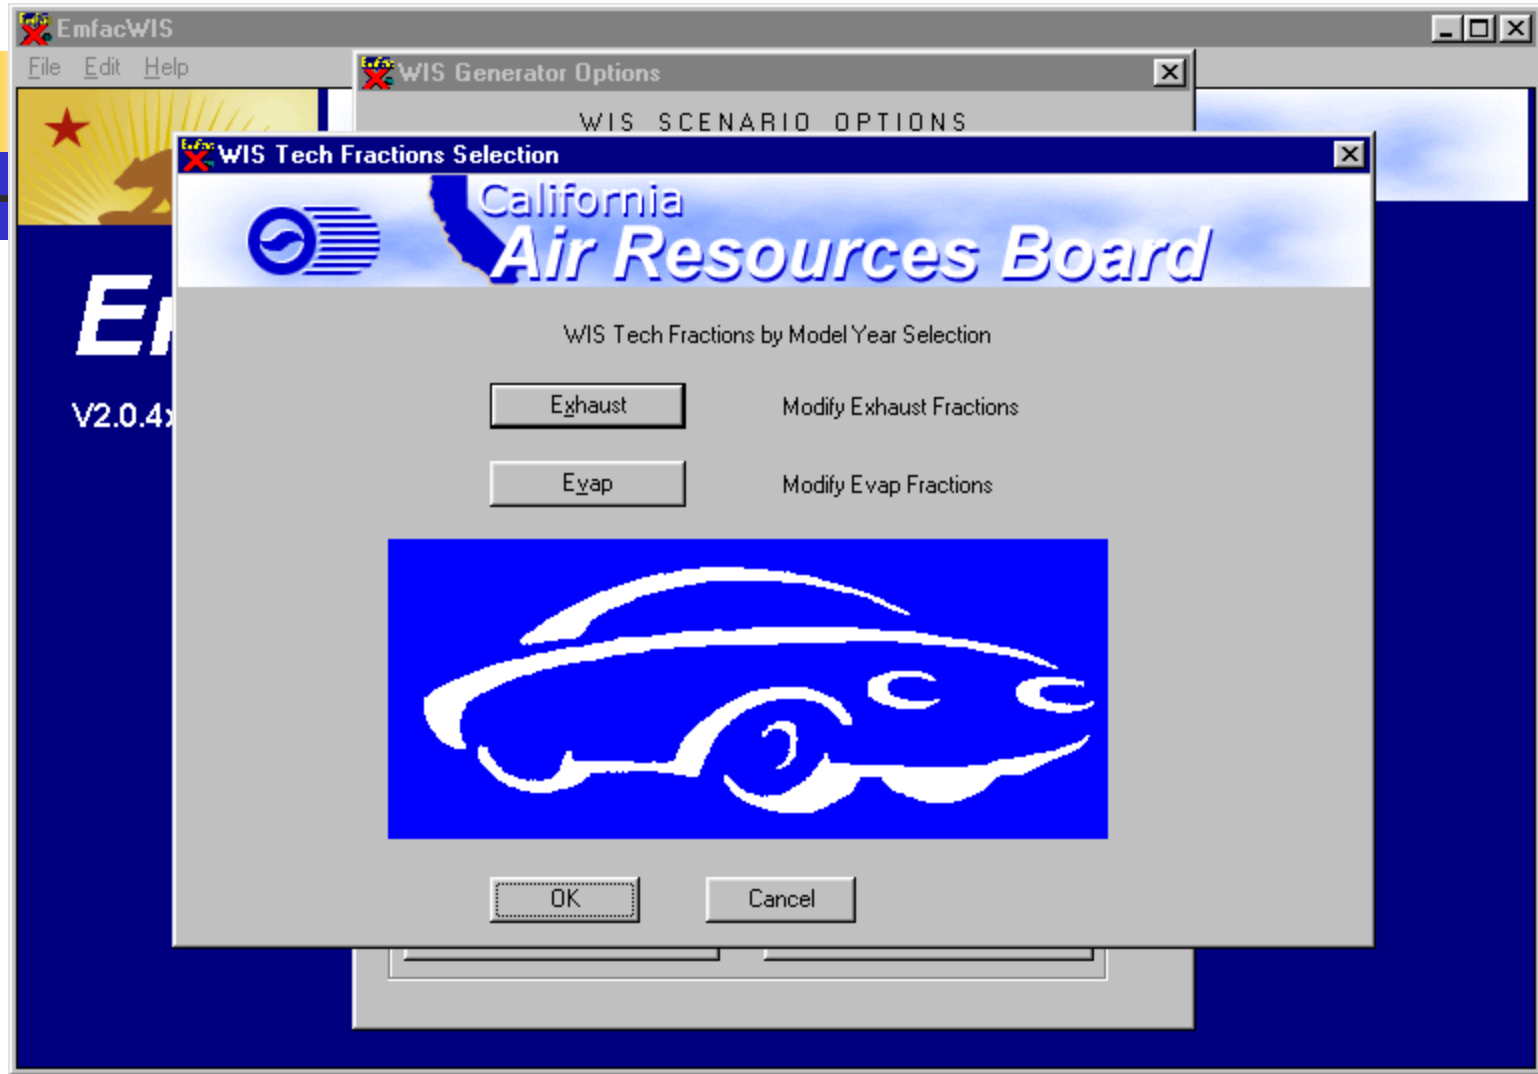 EmfacWIS
File Edit Help
WIS Generator Options
WIS SCENARIO OPTIONS
WIS Tech Fractions Selection
California
Air Resources Board
WIS Tech Fractions by Model Year Selection
Exhaust Modify Exhaust Fractions
Evap Modify Evap Fractions
V2.0.4
OK Cancel